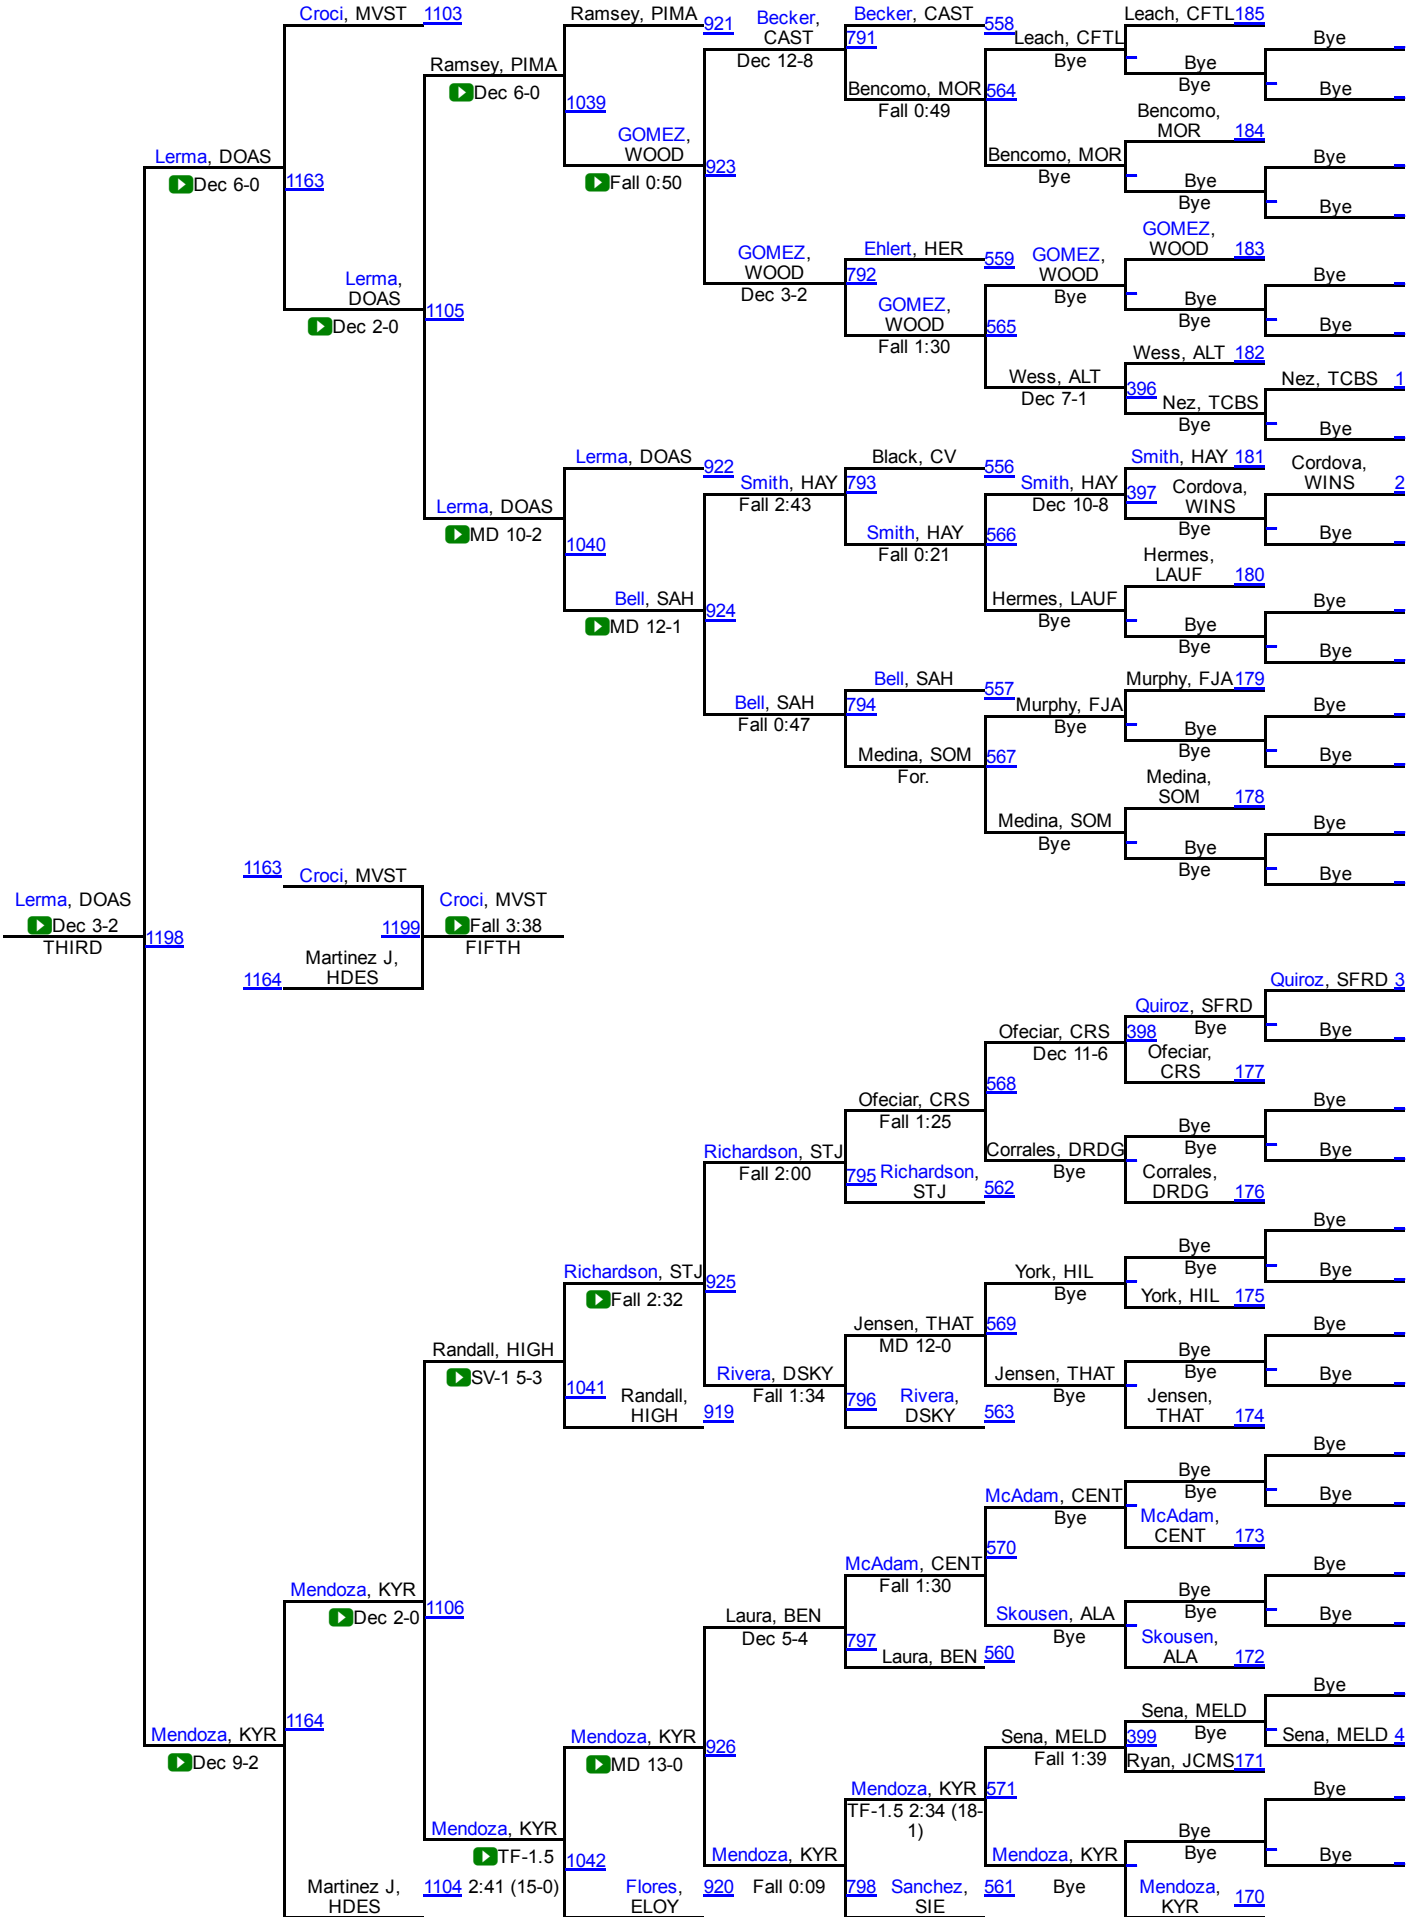 Croci, MVST 1103
Ramsey, PIMA 921
Becker, CAST
Becker, CAST 558
Leach, CFTL 185
791
Leach, CFTL
Bye
Bye
Dec 12-8
Bye
Bye
Bye
Bye
Ramsey, PIMA
Dec 6-0
1039
Bencomo, MOR 564
Fall 0:49
Bencomo, MOR 184
GOMEZ, WOOD
Fall 0:50
923
Bencomo, MOR
Bye
Bye
Bye
Bye
Bye
Lerma, DOAS
Dec 6-0
1163
GOMEZ, WOOD
Dec 3-2
Ehlert, HER 559
792
GOMEZ, WOOD
Bye
GOMEZ, WOOD 183
Bye
Bye
Bye
Bye
Lerma, DOAS
Dec 2-0
1105
GOMEZ, WOOD
Fall 1:30
565
Wess, ALT 182
Wess, ALT
Dec 7-1
396
Nez, TCBS
Bye
Nez, TCBS 1
Bye
Lerma, DOAS 922
Smith, HAY
Fall 2:43
Black, CV 556
793
Smith, HAY
Dec 10-8
Smith, HAY 181
397
Cordova, WINS
Bye
Cordova, WINS 2
Bye
Lerma, DOAS
MD 10-2
1040
Smith, HAY
Fall 0:21
566
Hermes, LAUF 180
Bell, SAH
MD 12-1
924
Hermes, LAUF
Bye
Bye
Bye
Bye
Bye
Bell, SAH
Fall 0:47
Bell, SAH 557
794
Murphy, FJA
Bye
Murphy, FJA 179
Bye
Bye
Bye
Bye
Medina, SOM
For.
567
Medina, SOM 178
Medina, SOM
Bye
Bye
Bye
Bye
Bye
1163
Croci, MVST
Lerma, DOAS
Dec 3-2
THIRD
1198
1199
Croci, MVST
Fall 3:38
FIFTH
1164
Martinez J, HDES
Quiroz, SFRD 3
Quiroz, SFRD
Bye
Bye
Ofeciar, CRS
Dec 11-6
398
Ofeciar, CRS 177
568
Ofeciar, CRS
Fall 1:25
Bye
Bye
Bye
Bye
Richardson, STJ
Fall 2:00
795
Richardson, STJ 562
Corrales, DRDG
Bye
Corrales, DRDG 176
Bye
Bye
Bye
Bye
Richardson, STJ
Fall 2:32
925
York, HIL
Bye
York, HIL 175
Jensen, THAT
MD 12-0
569
Bye
Bye
Bye
Bye
Randall, HIGH
SV-1 5-3
1041
Randall, HIGH 919
Rivera, DSKY
Fall 1:34
796
Rivera, DSKY 563
Jensen, THAT
Bye
Jensen, THAT 174
Bye
Bye
Bye
Bye
McAdam, CENT
Bye
McAdam, CENT 173
570
McAdam, CENT
Fall 1:30
Bye
Bye
Bye
Bye
Mendoza, KYR
Dec 2-0
1106
Laura, BEN
Dec 5-4
797
Laura, BEN 560
Skousen, ALA
Bye
Skousen, ALA 172
Bye
Mendoza, KYR
Dec 9-2
1164
Mendoza, KYR
MD 13-0
926
Sena, MELD
Fall 1:39
Sena, MELD
Bye
Sena, MELD 4
399
Ryan, JCMS 171
Mendoza, KYR
TF-1.5 2:34 (18-
1)
571
Bye
Bye
Bye
Bye
Mendoza, KYR
TF-1.5
2:41 (15-0)
1042
Mendoza, KYR
Fall 0:09
Mendoza, KYR
Bye
Martinez J, HDES 1104
Flores, ELOY 920
798
Sanchez, SIE 561
Mendoza, KYR 170